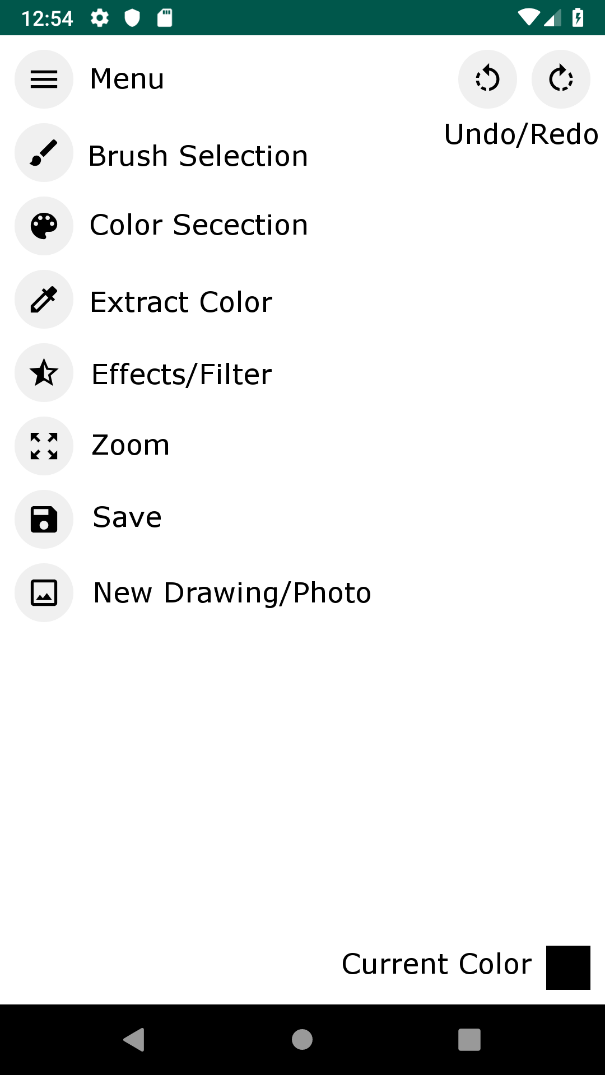 12:54
Menu
Undo/Redo
Brush Selection
Color Secection
Extract Color
Effects/Filter
Zoom
Save
New Drawing/Photo
Current Color